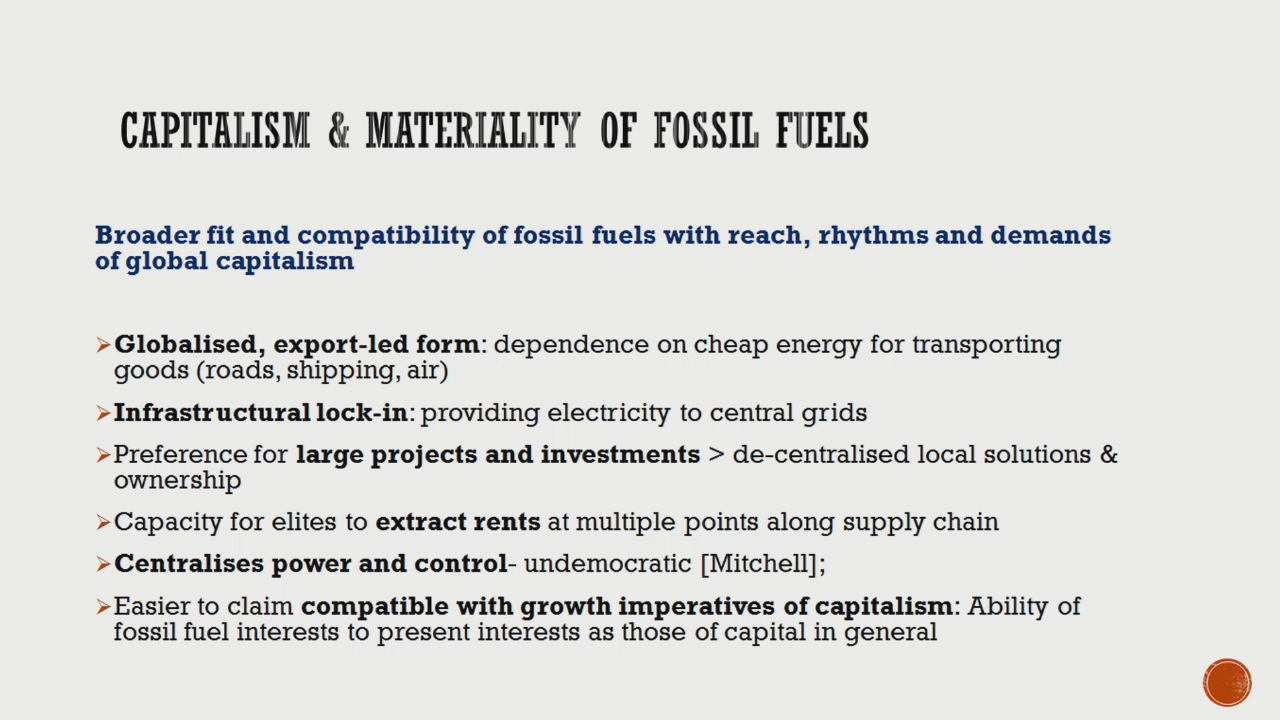 CAPITALISM & MATERIALITY OF FOSSIL FUELS
Broader fit and compatibility of fossil fuels with reach, rhythms and demands
of global capitalism
➢Globalised, export-led form: dependence on cheap energy for transporting
goods (roads, shipping, air)
➢Infrastructural lock-in: providing electricity to central grids
➢Preference for large projects and investments > de-centralised local solutions &
ownership
➢Capacity for elites to extract rents at multiple points along supply chain
➢Centralises power and control- undemocratic [Mitchell];
➢Easier to claim compatible with growth imperatives of capitalism: Ability of
fossil fuel interests to present interests as those of capital in general